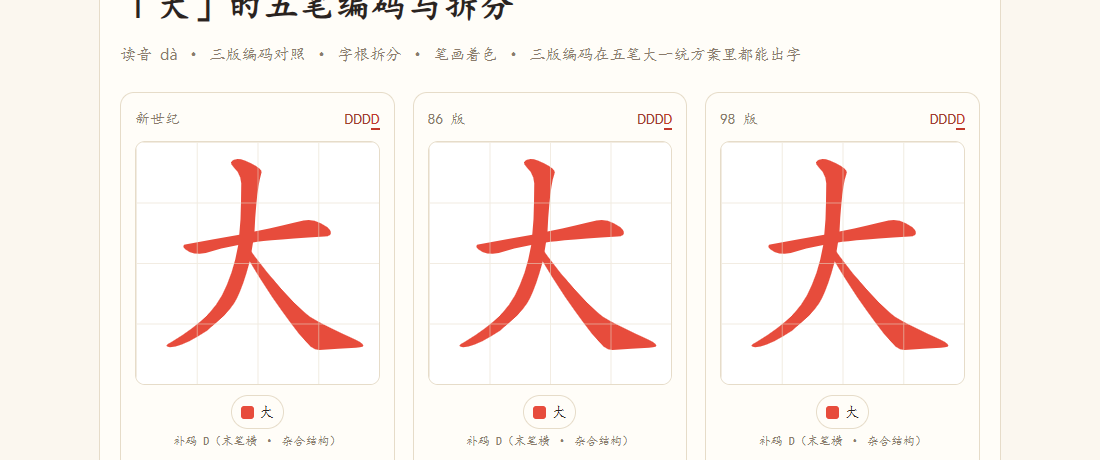 「大」的五笔编码与拆分
读音 dà • 三版编码对照 • 字根拆分 • 笔画着色 • 三版编码在五笔大一统方案里都能出字
新世纪 DDDD
86 版 DDDD
98 版 DDDD
大
大
大
大
大
大
补码 D（末笔横 • 杂合结构）
补码 D（末笔横 • 杂合结构）
补码 D（末笔横 • 杂合结构）